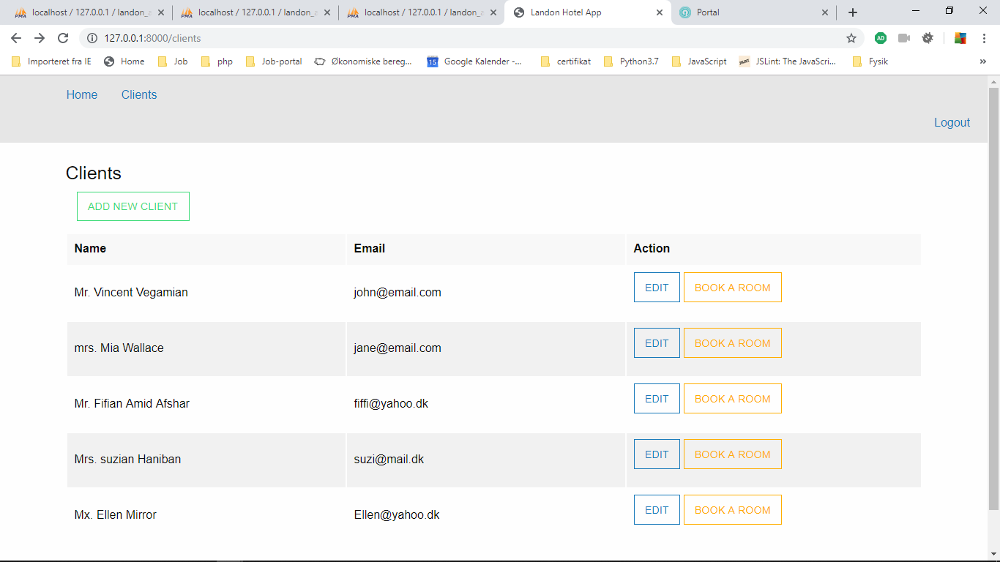 localhost / 127.0.0.1 / landon_a
localhost / 127.0.0.1 / landon_a
localhost / 127.0.0.1 / landon_a
Landon Hotel App
Portal
127.0.0.1:8000/clients
AD
Importeret fra IE
Home
Job
php
Job-portal
Økonomiske bereg...
15
Google Kalender -...
certifikat
Python3.7
JavaScript
JSLint: The JavaScri...
Fysik
»
Home Clients
Logout
Clients
ADD NEW CLIENT
Name Email Action
Mr. Vincent Vegamian john@email.com EDIT BOOK A ROOM
mrs. Mia Wallace jane@email.com EDIT BOOK A ROOM
Mr. Fifian Amid Afshar fiffi@yahoo.dk EDIT BOOK A ROOM
Mrs. suzian Haniban suzi@mail.dk EDIT BOOK A ROOM
Mx. Ellen Mirror Ellen@yahoo.dk EDIT BOOK A ROOM